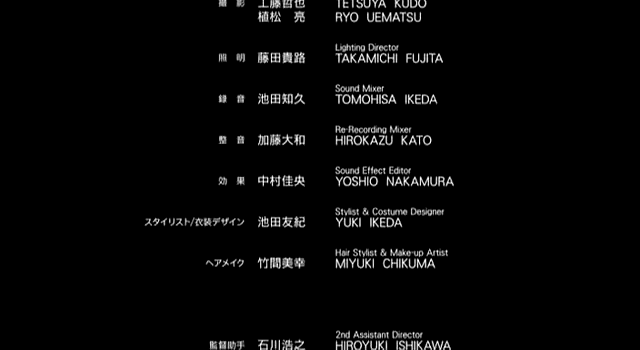 撮 影 工藤哲也 TETSUYA KUDO
植松 亮 RYO UEMATSU
Lighting Director
照 明 藤田貴路 TAKAMICHI FUJITA
Sound Mixer
録 音 池田知久 TOMOHISA IKEDA
Re-Recording Mixer
整 音 加藤大和 HIROKAZU KATO
Sound Effect Editor
効 果 中村佳央 YOSHIO NAKAMURA
Stylist & Costume Designer
スタイリスト/衣装デザイン 池田友紀 YUKI IKEDA
Hair Stylist & Make-up Artist
ヘアメイク 竹間美幸 MIYUKI CHIKUMA
2nd Assistant Director
監督助手 石川浩之 HIROYUKI ISHIKAWA